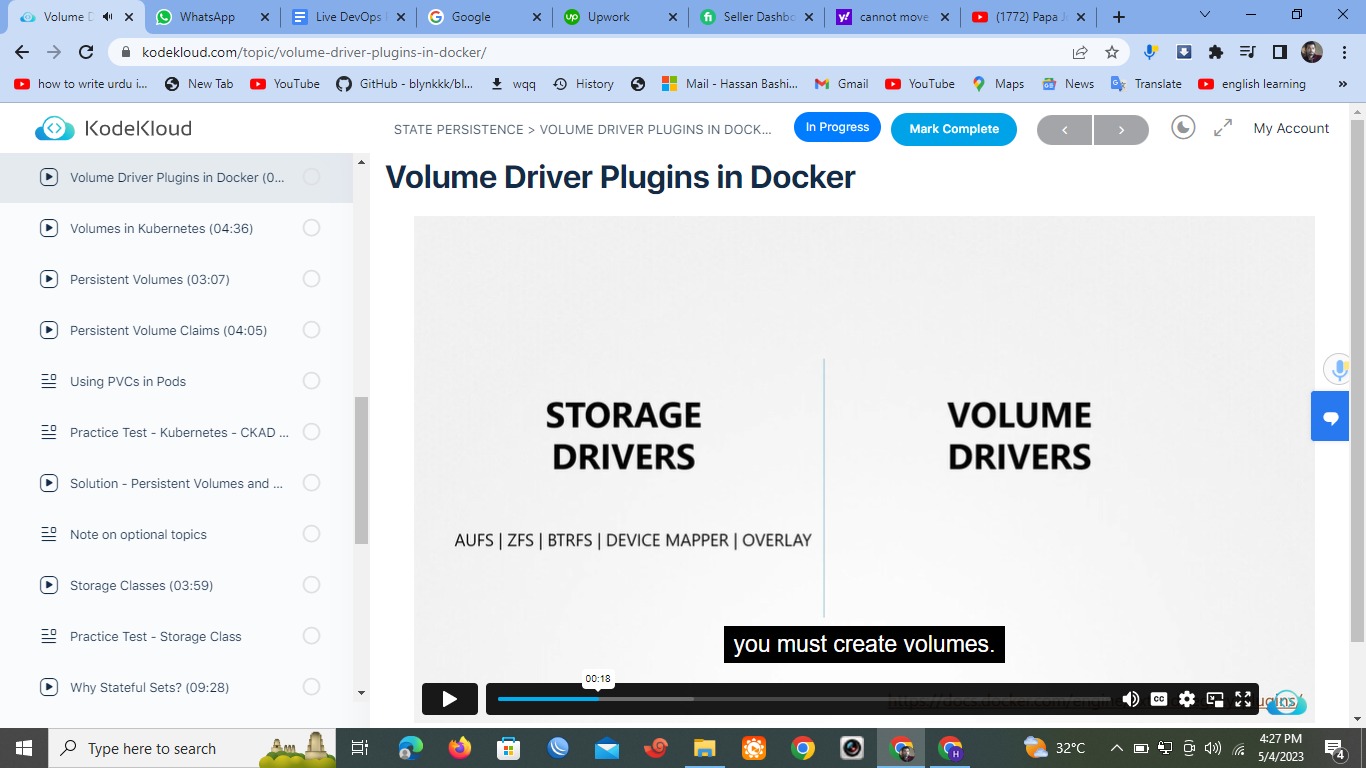 Volume D
WhatsApp
Live DevOps
Google
Upwork
Seller Dashbo
cannot move
(1772) Papa J
kodekloud.com/topic/volume-driver-plugins-in-docker/
how to write urdu i...
New Tab
YouTube
GitHub - blynkkk/bl...
wqq
History
Mail - Hassan Bashi...
Gmail
YouTube
Maps
News
Translate
english learning
»
KodeKloud
STATE PERSISTENCE > VOLUME DRIVER PLUGINS IN DOCK...
In Progress
Mark Complete
<
>
My Account
Volume Driver Plugins in Docker (0...
Volumes in Kubernetes (04:36)
Persistent Volumes (03:07)
Persistent Volume Claims (04:05)
Using PVCs in Pods
Practice Test - Kubernetes - CKAD ...
Solution - Persistent Volumes and ...
Note on optional topics
Storage Classes (03:59)
Practice Test - Storage Class
Why Stateful Sets? (09:28)
Volume Driver Plugins in Docker
STORAGE
DRIVERS
VOLUME
DRIVERS
AUFS | ZFS | BTRFS | DEVICE MAPPER | OVERLAY
you must create volumes.
00:18
CC
https://docs.docker.com/engin
ugins/
Type here to search
H
32°C
4:27 PM
5/4/2023
4